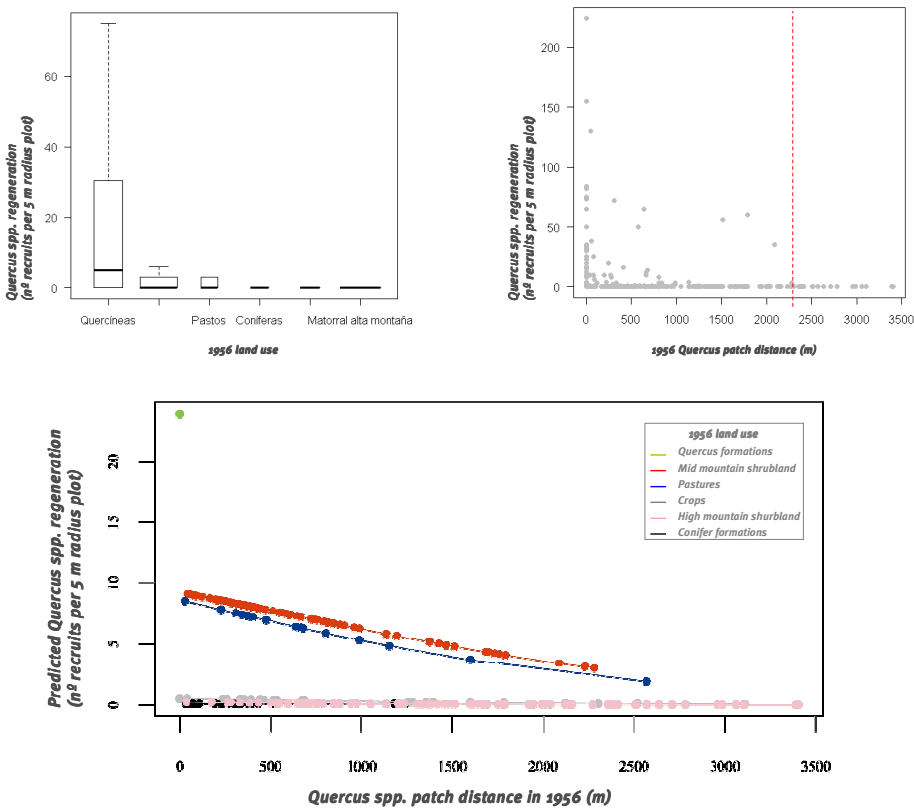 Quercus spp. regeneration
(nº recruits per 5 m radius plot)
60
40
20
0
Quercíneas
Pastos
Coníferas
Matorral alta montaña
1956 land use
Quercus spp. regeneration
(nº recruits per 5 m radius plot)
200
150
100
50
0
0
500
1000
1500
2000
2500
3000
3500
1956 Quercus patch distance (m)
Predicted Quercus spp. regeneration
(nº recruits per 5 m radius plot)
20
15
10
5
0
1956 land use
Quercus formations
Mid mountain shrubland
Pastures
Crops
High mountain shurbland
Conifer formations
0
500
1000
1500
2000
2500
3000
3500
Quercus spp. patch distance in 1956 (m)